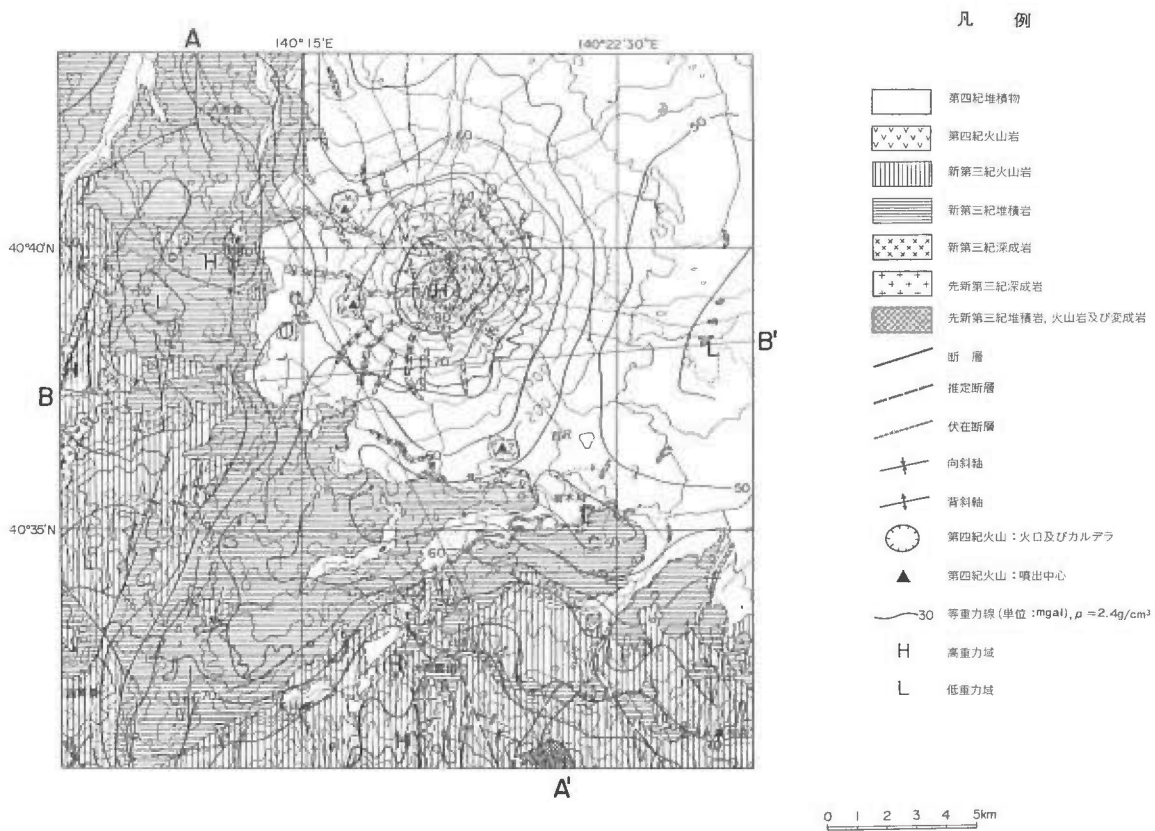 A
140°15'E
140°22'30"E
40°40'N
H
H
L
L
B
B'
40°35'N
50
50
60
60
70
70
A'
凡 例
第四紀堆積物
第四紀火山岩
新第三紀火山岩
新第三紀堆積岩
新第三紀深成岩
先新第三紀深成岩
先新第三紀堆積岩, 火山岩及び変成岩
断 層
推定断層
伏在断層
向斜軸
背斜軸
第四紀火山：火口及びカルデラ
第四紀火山：噴出中心
30 等重力線(単位:mgal), ρ=2.4g/cm³
H 高重力域
L 低重力域
0 1 2 3 4 5km